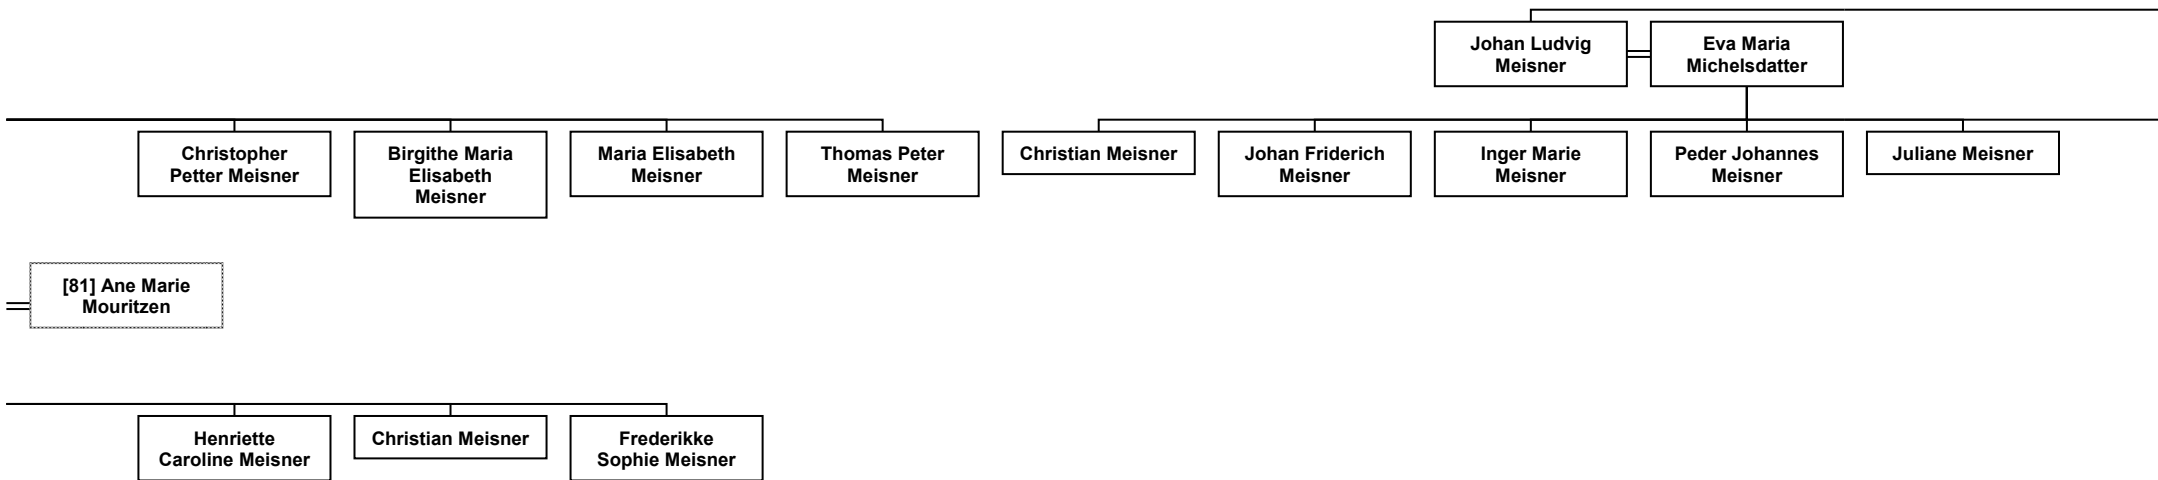 Johan Ludvig
Meisner
Eva Maria
Michelsdatter
Christopher
Petter Meisner
Birgithe Maria
Elisabeth
Meisner
Maria Elisabeth
Meisner
Thomas Peter
Meisner
Christian Meisner
Johan Friderich
Meisner
Inger Marie
Meisner
Peder Johannes
Meisner
Juliane Meisner
[81] Ane Marie
Mouritzen
Henriette
Caroline Meisner
Christian Meisner
Frederikke
Sophie Meisner